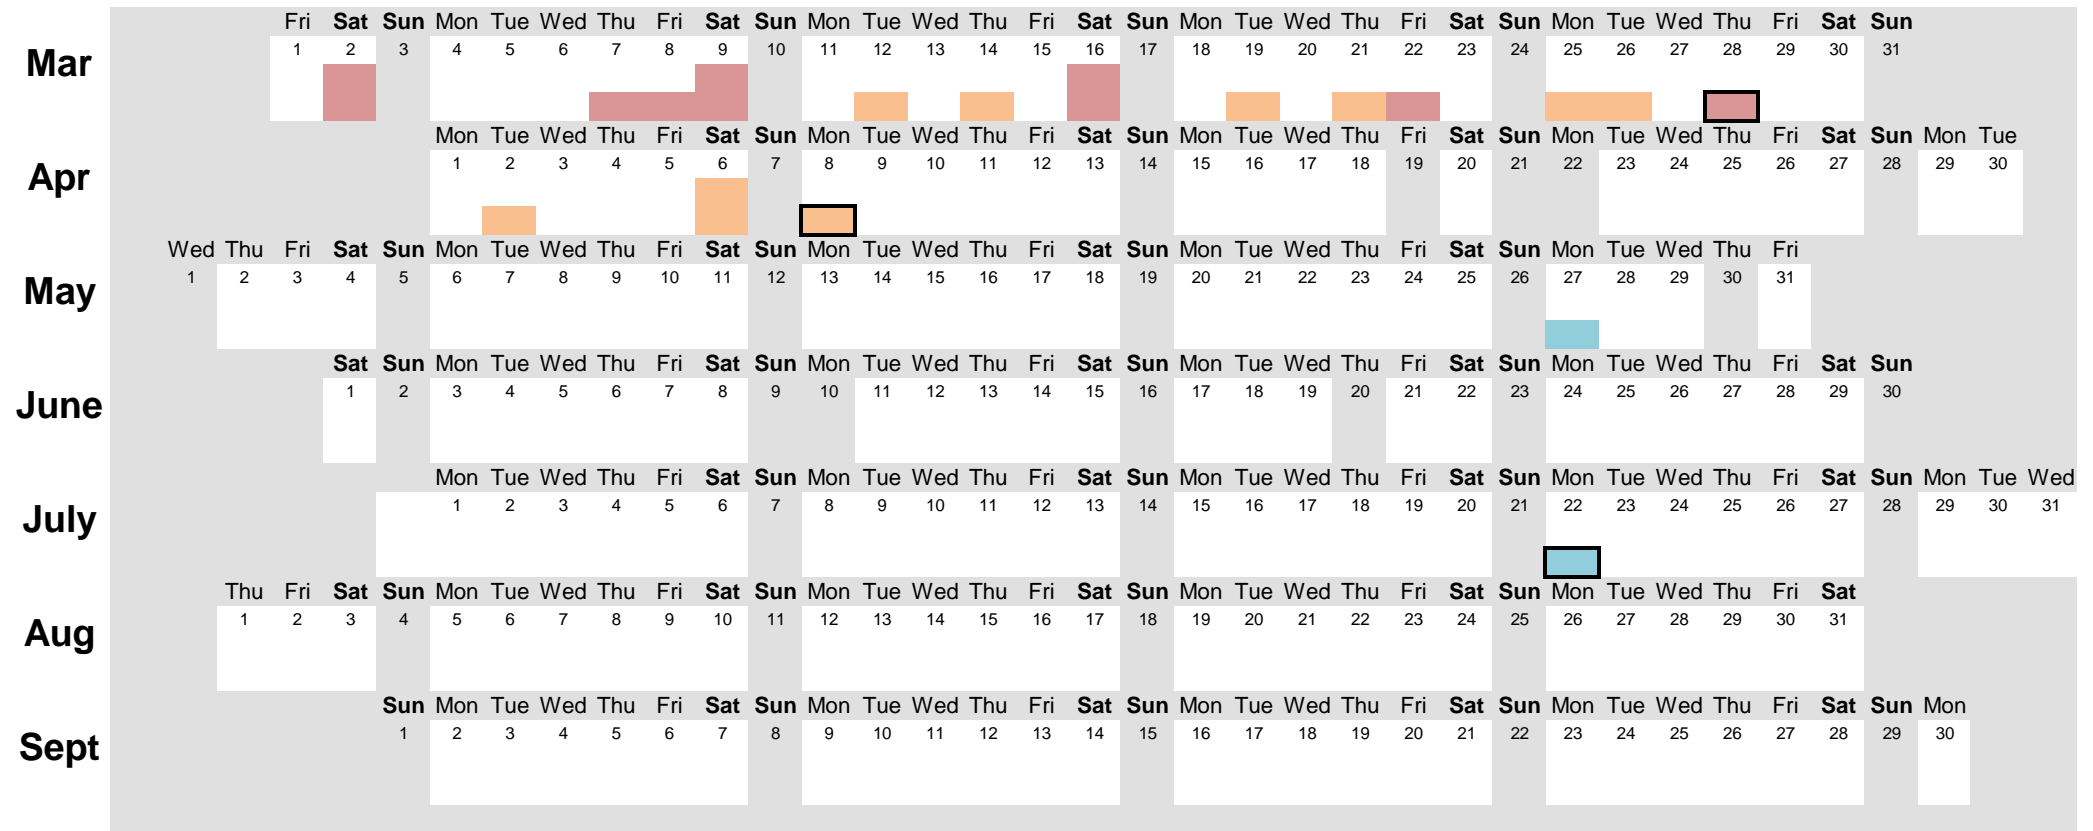 Fri Sat Sun Mon Tue Wed Thu Fri Sat Sun Mon Tue Wed Thu Fri Sat Sun Mon Tue Wed Thu Fri Sat Sun Mon Tue Wed Thu Fri Sat Sun
Mar 1 2 3 4 5 6 7 8 9 10 11 12 13 14 15 16 17 18 19 20 21 22 23 24 25 26 27 28 29 30 31
Mon Tue Wed Thu Fri Sat Sun Mon Tue Wed Thu Fri Sat Sun Mon Tue Wed Thu Fri Sat Sun Mon Tue Wed Thu Fri Sat Sun Mon Tue
Apr 1 2 3 4 5 6 7 8 9 10 11 12 13 14 15 16 17 18 19 20 21 22 23 24 25 26 27 28 29 30
Wed Thu Fri Sat Sun Mon Tue Wed Thu Fri Sat Sun Mon Tue Wed Thu Fri Sat Sun Mon Tue Wed Thu Fri Sat Sun Mon Tue Wed Thu Fri
May 1 2 3 4 5 6 7 8 9 10 11 12 13 14 15 16 17 18 19 20 21 22 23 24 25 26 27 28 29 30 31
Sat Sun Mon Tue Wed Thu Fri Sat Sun Mon Tue Wed Thu Fri Sat Sun Mon Tue Wed Thu Fri Sat Sun Mon Tue Wed Thu Fri Sat Sun
June 1 2 3 4 5 6 7 8 9 10 11 12 13 14 15 16 17 18 19 20 21 22 23 24 25 26 27 28 29 30
Mon Tue Wed Thu Fri Sat Sun Mon Tue Wed Thu Fri Sat Sun Mon Tue Wed Thu Fri Sat Sun Mon Tue Wed Thu Fri Sat Sun Mon Tue Wed
July 1 2 3 4 5 6 7 8 9 10 11 12 13 14 15 16 17 18 19 20 21 22 23 24 25 26 27 28 29 30 31
Thu Fri Sat Sun Mon Tue Wed Thu Fri Sat Sun Mon Tue Wed Thu Fri Sat Sun Mon Tue Wed Thu Fri Sat Sun Mon Tue Wed Thu Fri Sat
Aug 1 2 3 4 5 6 7 8 9 10 11 12 13 14 15 16 17 18 19 20 21 22 23 24 25 26 27 28 29 30 31
Sun Mon Tue Wed Thu Fri Sat Sun Mon Tue Wed Thu Fri Sat Sun Mon Tue Wed Thu Fri Sat Sun Mon Tue Wed Thu Fri Sat Sun Mon
Sept 1 2 3 4 5 6 7 8 9 10 11 12 13 14 15 16 17 18 19 20 21 22 23 24 25 26 27 28 29 30